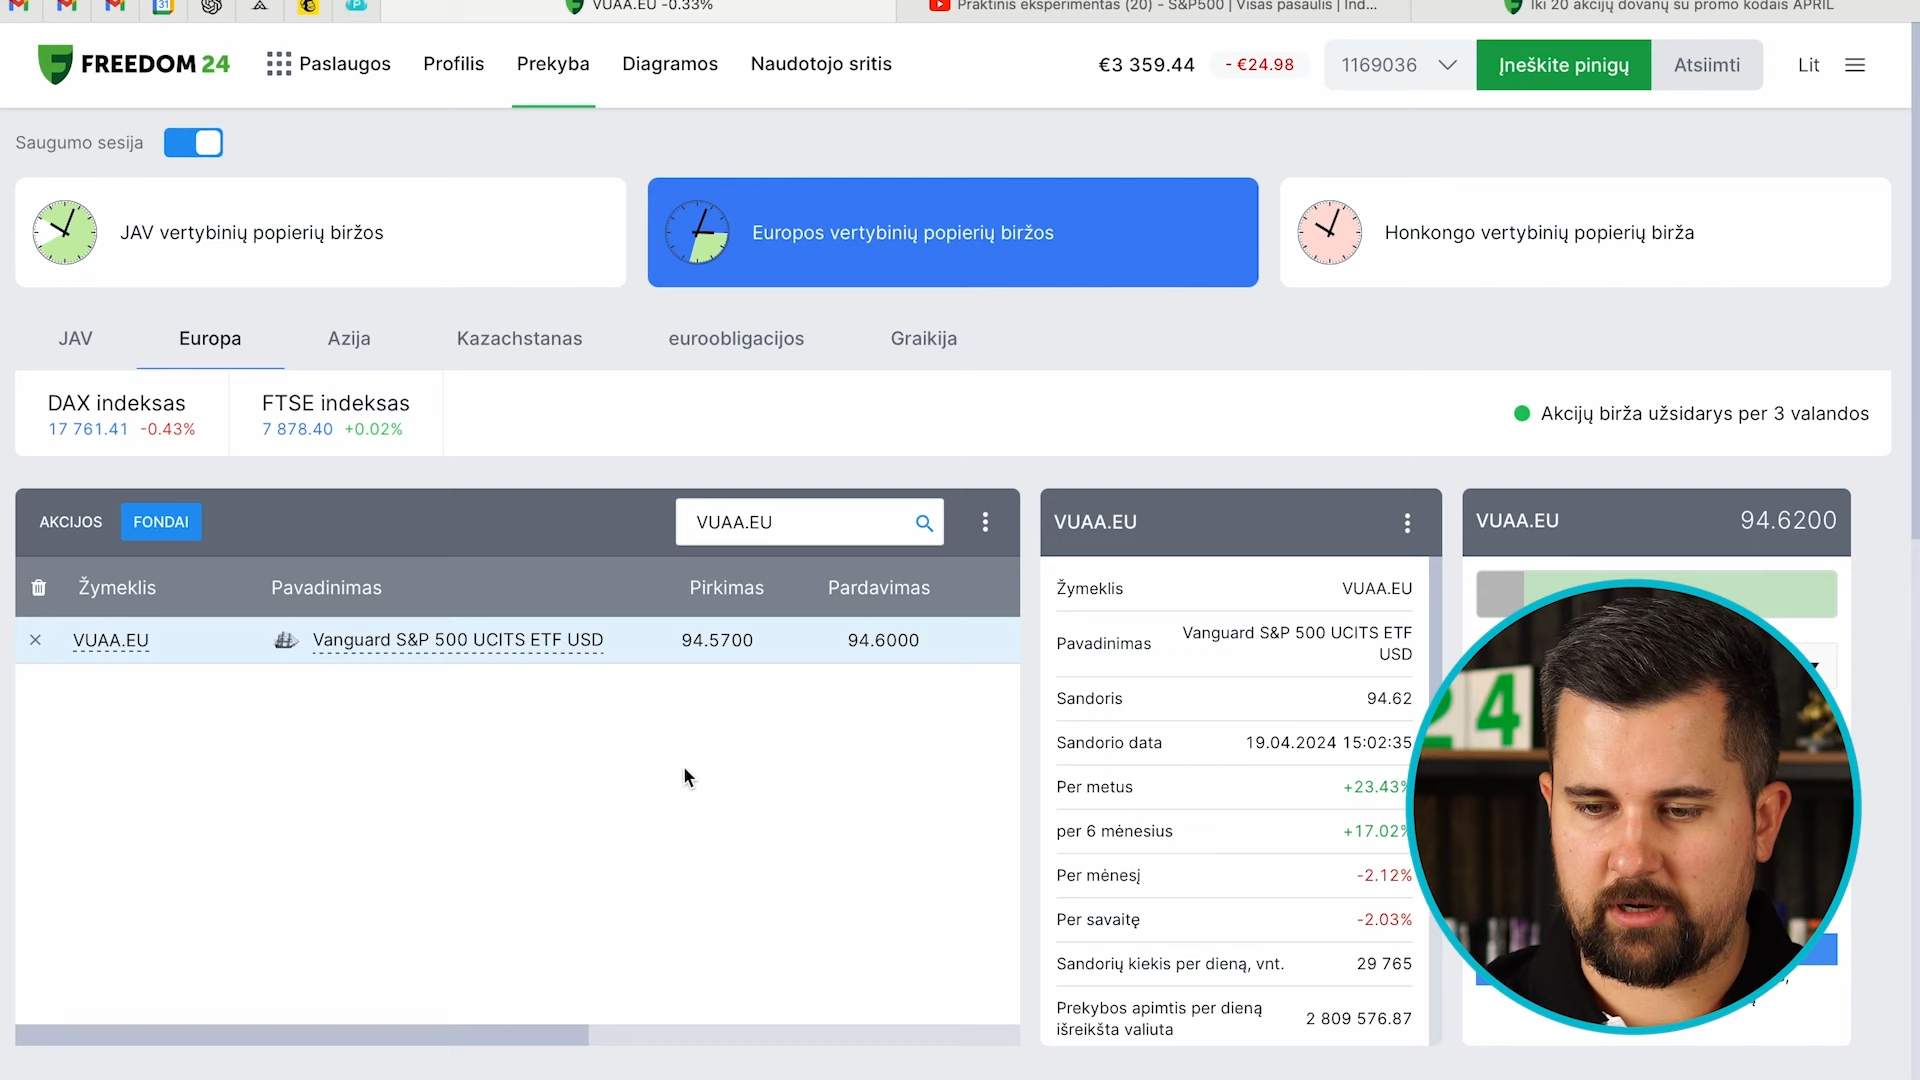 VUAA.EU -0.33%
Praktinis eksperimentas (20) - S&P500 | Visas pasaulis | Ind...
Iki 20 akcijų dovanų su promo kodais APRIL
FREEDOM 24
Paslaugos
Profilis
Prekyba
Diagramos
Naudotojo sritis
€3 359.44
- €24.98
1169036
Įneškite pinigų
Atsiimti
Lit
Saugumo sesija
JAV vertybinių popierių biržos
Europos vertybinių popierių biržos
Honkongo vertybinių popierių birža
JAV
Europa
Azija
Kazachstanas
euroobligacijos
Graikija
DAX indeksas
17 761.41 -0.43%
FTSE indeksas
7 878.40 +0.02%
Akcijų birža užsidarys per 3 valandos
AKCIJOS
FONDAI
VUAA.EU
Žymeklis
Pavadinimas
Pirkimas
Pardavimas
VUAA.EU
Vanguard S&P 500 UCITS ETF USD
94.5700
94.6000
VUAA.EU
Žymeklis
VUAA.EU
Pavadinimas
Vanguard S&P 500 UCITS ETF
USD
Sandoris
94.62
Sandorio data
19.04.2024 15:02:35
Per metus
+23.43%
per 6 mėnesius
+17.02%
Per mėnesį
-2.12%
Per savaitę
-2.03%
Sandorių kiekis per dieną, vnt.
29 765
Prekybos apimtis per dieną
išreikšta valiuta
2 809 576.87
VUAA.EU
94.6200
24